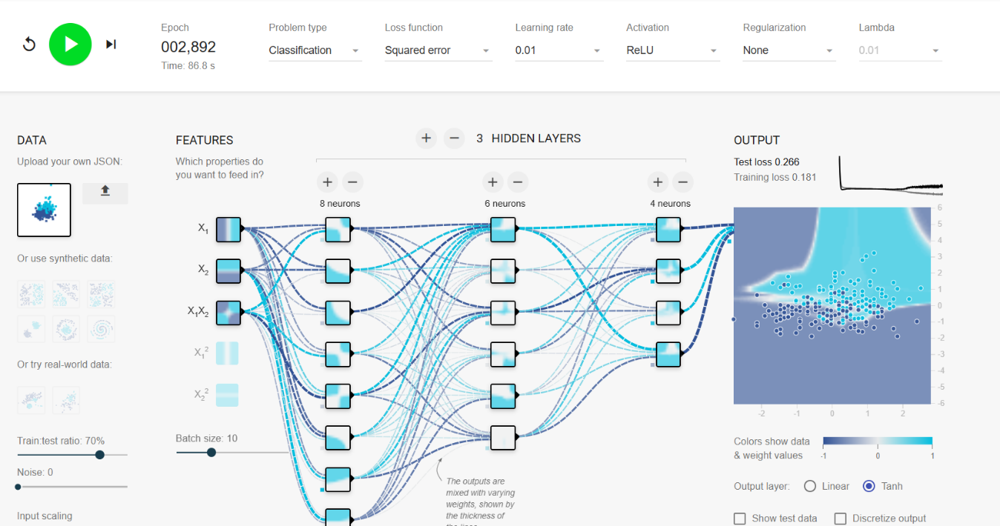 Epoch
002,892
Time: 86.8 s
Problem type
Classification
Loss function
Squared error
Learning rate
0.01
Activation
ReLU
Regularization
None
Lambda
0.01
DATA
Upload your own JSON:
Or use synthetic data:
Or try real-world data:
Train:test ratio: 70%
Noise: 0
Input scaling
FEATURES
Which properties do
you want to feed in?
X₁
X₂
X₁X₂
X₁²
X₂²
Batch size: 10
+ − 3 HIDDEN LAYERS
+ −
8 neurons
+ −
6 neurons
+ −
4 neurons
The outputs are
mixed with varying
weights, shown by
the thickness of
OUTPUT
Test loss 0.266
Training loss 0.181
6
5
4
3
2
1
0
-1
-2
-3
-4
-5
-6
-2 -1 0 1 2
Colors show data
& weight values
-1 0 1
Output layer: Linear Tanh
Show test data Discretize output